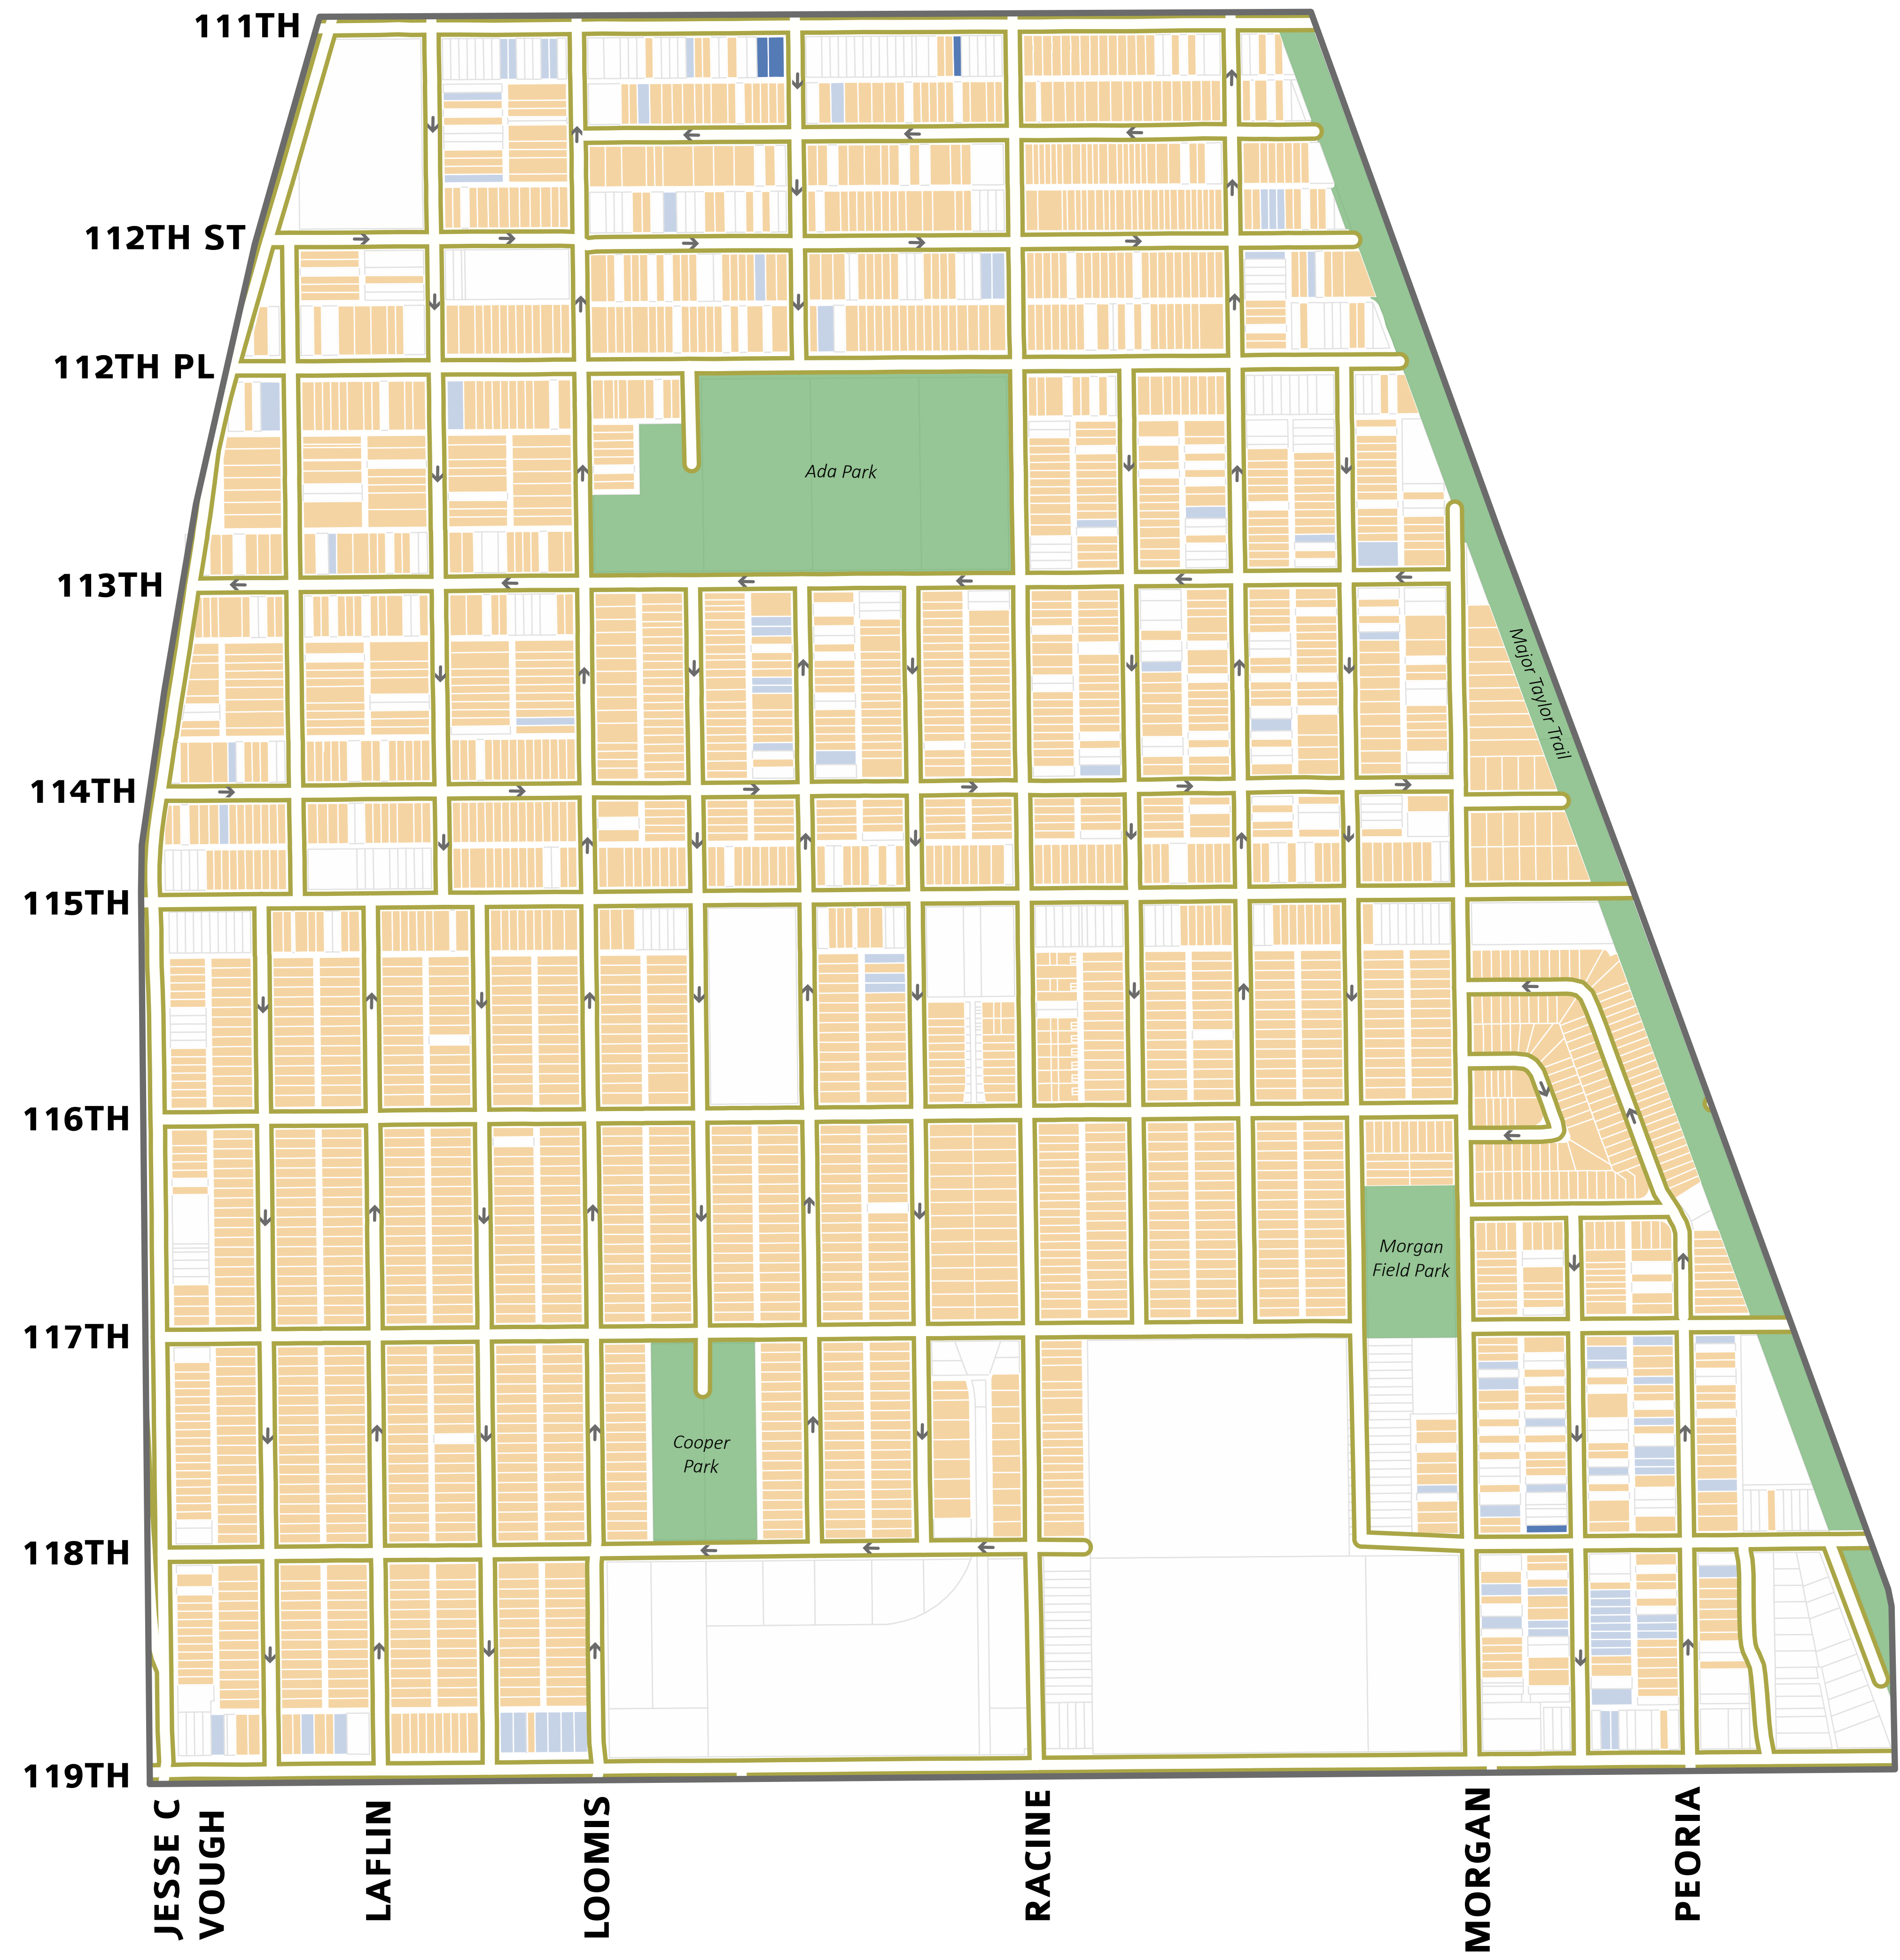 111TH
112TH ST
112TH PL
Ada Park
113TH
Major Taylor Trail
114TH
115TH
116TH
Morgan
Field Park
117TH
Cooper
Park
118TH
119TH
JESSE C
VOUGH
LAFLIN
LOOMIS
RACINE
MORGAN
PEORIA